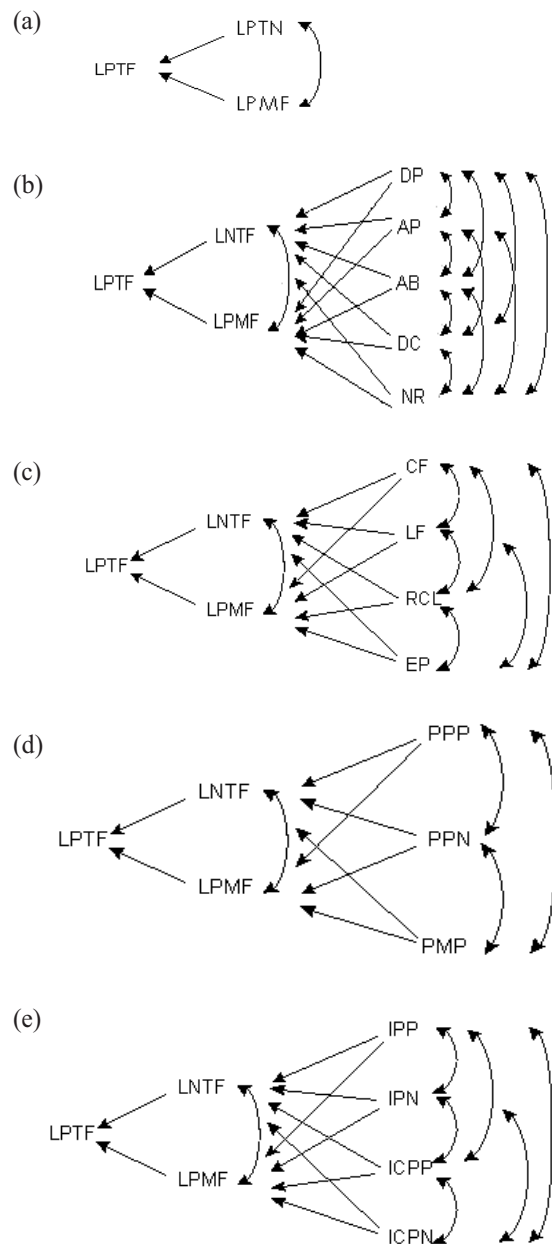 (a)
LPTN
LPTF
LPMF
(b)
DP
AP
LNTF
LPTF
AB
LPMF
DC
NR
(c)
CF
LNTF
LF
LPTF
RCL
LPMF
EP
(d)
PPP
LNTF
LPTF
PPN
LPMF
PMP
(e)
IPP
LNTF
IPN
LPTF
ICPP
LPMF
ICPN